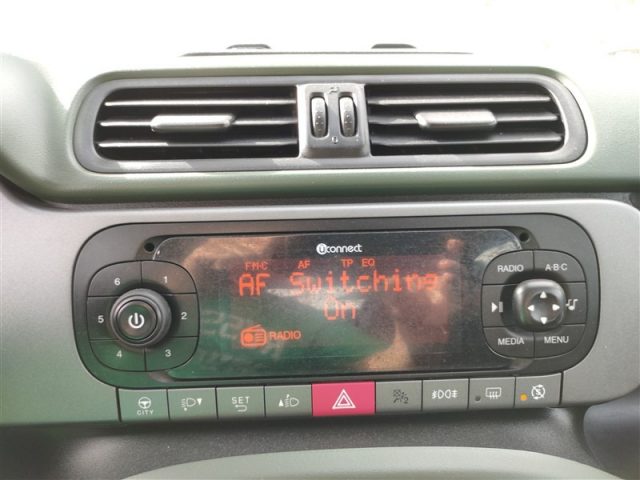 uconnect
FM·C AF TP EQ
AF Switching
On
RADIO
6 1
5 2
4 3
RADIO A·B·C
MEDIA MENU
CITY SET